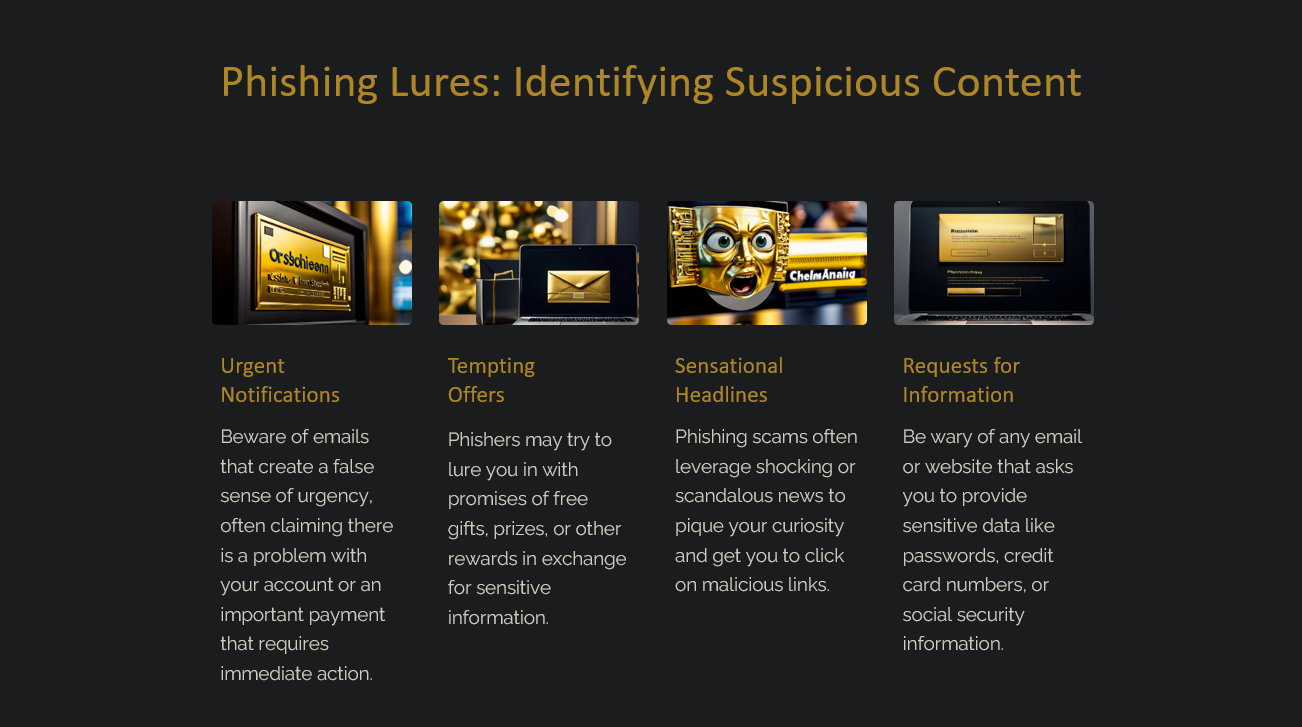 Phishing Lures: Identifying Suspicious Content
Urgent
Notifications
Beware of emails
that create a false
sense of urgency,
often claiming there
is a problem with
your account or an
important payment
that requires
immediate action.
Tempting
Offers
Phishers may try to
lure you in with
promises of free
gifts, prizes, or other
rewards in exchange
for sensitive
information.
Sensational
Headlines
Phishing scams often
leverage shocking or
scandalous news to
pique your curiosity
and get you to click
on malicious links.
Requests for
Information
Be wary of any email
or website that asks
you to provide
sensitive data like
passwords, credit
card numbers, or
social security
information.